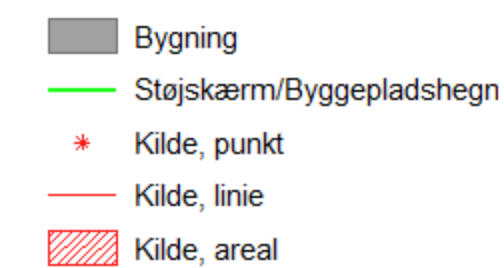 Bygning
Støjskærm/Byggepladshegn
Kilde, punkt
Kilde, linie
Kilde, areal